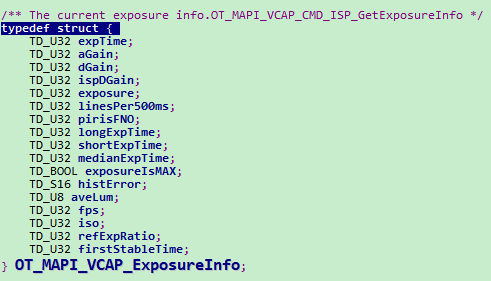 /** The current exposure info.OT_MAPI_VCAP_CMD_ISP_GetExposureInfo */
typedef struct {
    TD_U32 expTime;
    TD_U32 aGain;
    TD_U32 dGain;
    TD_U32 ispDGain;
    TD_U32 exposure;
    TD_U32 linesPer500ms;
    TD_U32 pirisFNO;
    TD_U32 longExpTime;
    TD_U32 shortExpTime;
    TD_U32 medianExpTime;
    TD_BOOL exposureIsMAX;
    TD_S16 histError;
    TD_U8 aveLum;
    TD_U32 fps;
    TD_U32 iso;
    TD_U32 refExpRatio;
    TD_U32 firstStableTime;
} OT_MAPI_VCAP_ExposureInfo;